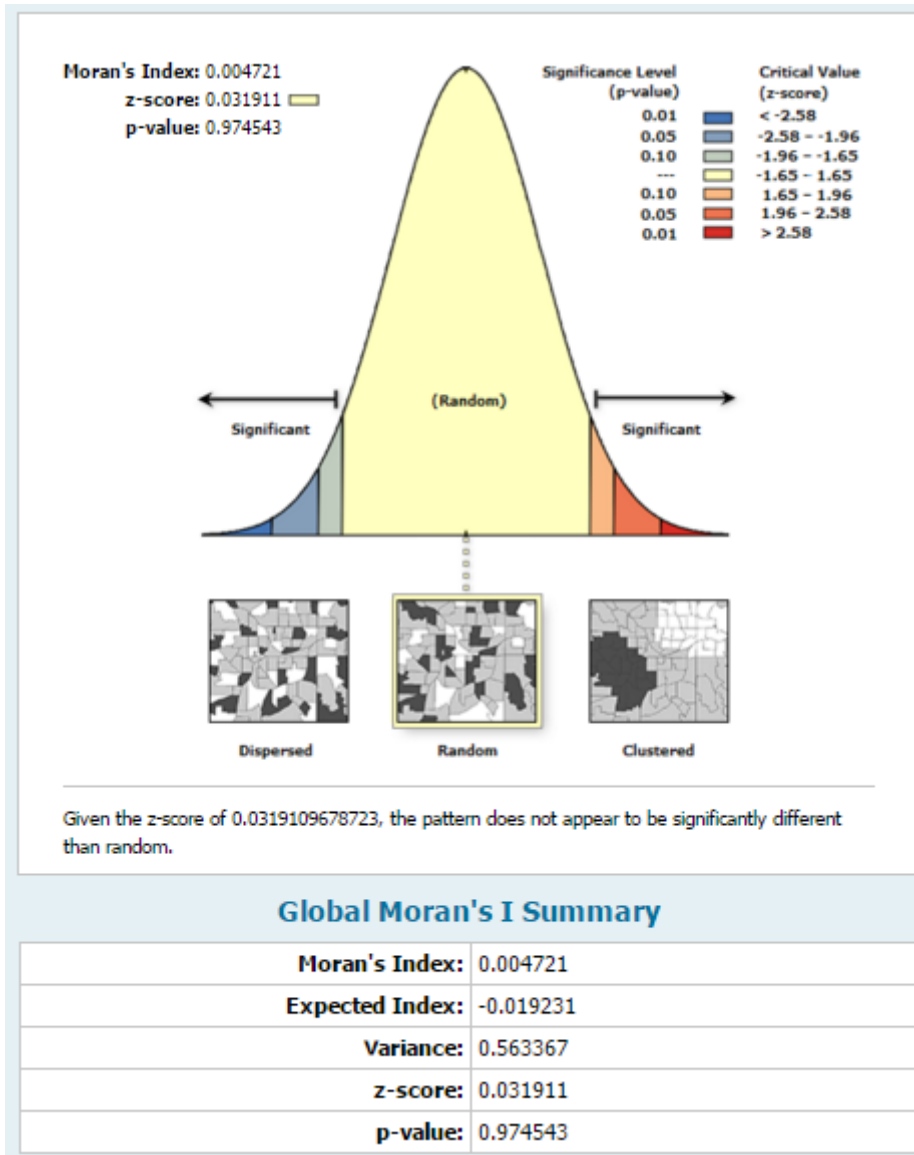 Moran's Index: 0.004721
z-score: 0.031911
p-value: 0.974543
Significance Level
(p-value)
Critical Value
(z-score)
0.01 < -2.58
0.05 -2.58 – -1.96
0.10 -1.96 – -1.65
--- -1.65 – 1.65
0.10 1.65 – 1.96
0.05 1.96 – 2.58
0.01 > 2.58
(Random)
Significant
Significant
Dispersed
Random
Clustered
Given the z-score of 0.0319109678723, the pattern does not appear to be significantly different
than random.
Global Moran's I Summary
Moran's Index: 0.004721
Expected Index: -0.019231
Variance: 0.563367
z-score: 0.031911
p-value: 0.974543